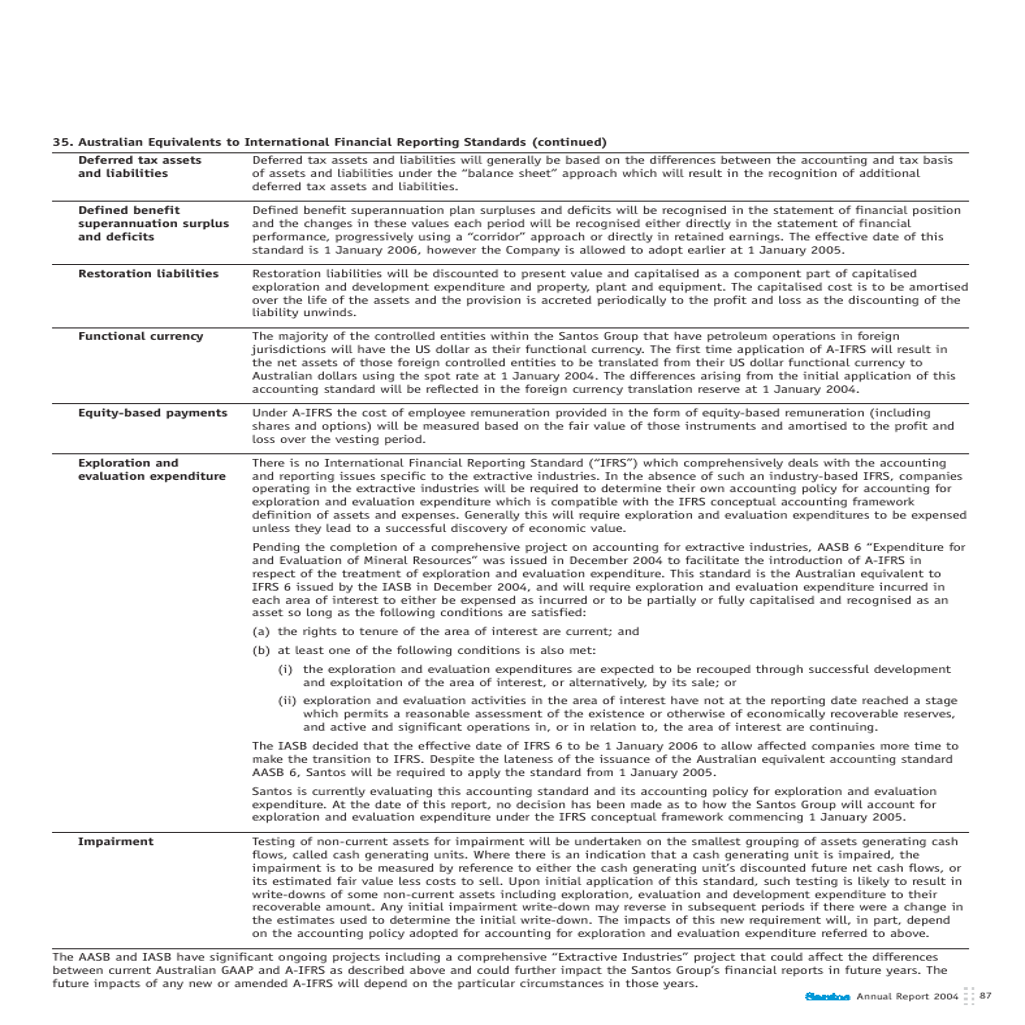 35. Australian Equivalents to International Financial Reporting Standards (continued)
Deferred tax assets
and liabilities
Deferred tax assets and liabilities will generally be based on the differences between the accounting and tax basis
of assets and liabilities under the “balance sheet” approach which will result in the recognition of additional
deferred tax assets and liabilities.
Defined benefit
superannuation surplus
and deficits
Defined benefit superannuation plan surpluses and deficits will be recognised in the statement of financial position
and the changes in these values each period will be recognised either directly in the statement of financial
performance, progressively using a “corridor” approach or directly in retained earnings. The effective date of this
standard is 1 January 2006, however the Company is allowed to adopt earlier at 1 January 2005.
Restoration liabilities
Restoration liabilities will be discounted to present value and capitalised as a component part of capitalised
exploration and development expenditure and property, plant and equipment. The capitalised cost is to be amortised
over the life of the assets and the provision is accreted periodically to the profit and loss as the discounting of the
liability unwinds.
Functional currency
The majority of the controlled entities within the Santos Group that have petroleum operations in foreign
jurisdictions will have the US dollar as their functional currency. The first time application of A-IFRS will result in
the net assets of those foreign controlled entities to be translated from their US dollar functional currency to
Australian dollars using the spot rate at 1 January 2004. The differences arising from the initial application of this
accounting standard will be reflected in the foreign currency translation reserve at 1 January 2004.
Equity-based payments
Under A-IFRS the cost of employee remuneration provided in the form of equity-based remuneration (including
shares and options) will be measured based on the fair value of those instruments and amortised to the profit and
loss over the vesting period.
Exploration and
evaluation expenditure
There is no International Financial Reporting Standard (“IFRS”) which comprehensively deals with the accounting
and reporting issues specific to the extractive industries. In the absence of such an industry-based IFRS, companies
operating in the extractive industries will be required to determine their own accounting policy for accounting for
exploration and evaluation expenditure which is compatible with the IFRS conceptual accounting framework
definition of assets and expenses. Generally this will require exploration and evaluation expenditures to be expensed
unless they lead to a successful discovery of economic value.
Pending the completion of a comprehensive project on accounting for extractive industries, AASB 6 “Expenditure for
and Evaluation of Mineral Resources” was issued in December 2004 to facilitate the introduction of A-IFRS in
respect of the treatment of exploration and evaluation expenditure. This standard is the Australian equivalent to
IFRS 6 issued by the IASB in December 2004, and will require exploration and evaluation expenditure incurred in
each area of interest to either be expensed as incurred or to be partially or fully capitalised and recognised as an
asset so long as the following conditions are satisfied:
(a) the rights to tenure of the area of interest are current; and
(b) at least one of the following conditions is also met:
(i) the exploration and evaluation expenditures are expected to be recouped through successful development
and exploitation of the area of interest, or alternatively, by its sale; or
(ii) exploration and evaluation activities in the area of interest have not at the reporting date reached a stage
which permits a reasonable assessment of the existence or otherwise of economically recoverable reserves,
and active and significant operations in, or in relation to, the area of interest are continuing.
The IASB decided that the effective date of IFRS 6 to be 1 January 2006 to allow affected companies more time to
make the transition to IFRS. Despite the lateness of the issuance of the Australian equivalent accounting standard
AASB 6, Santos will be required to apply the standard from 1 January 2005.
Santos is currently evaluating this accounting standard and its accounting policy for exploration and evaluation
expenditure. At the date of this report, no decision has been made as to how the Santos Group will account for
exploration and evaluation expenditure under the IFRS conceptual framework commencing 1 January 2005.
Impairment
Testing of non-current assets for impairment will be undertaken on the smallest grouping of assets generating cash
flows, called cash generating units. Where there is an indication that a cash generating unit is impaired, the
impairment is to be measured by reference to either the cash generating unit’s discounted future net cash flows, or
its estimated fair value less costs to sell. Upon initial application of this standard, such testing is likely to result in
write-downs of some non-current assets including exploration, evaluation and development expenditure to their
recoverable amount. Any initial impairment write-down may reverse in subsequent periods if there were a change in
the estimates used to determine the initial write-down. The impacts of this new requirement will, in part, depend
on the accounting policy adopted for accounting for exploration and evaluation expenditure referred to above.
The AASB and IASB have significant ongoing projects including a comprehensive “Extractive Industries” project that could affect the differences
between current Australian GAAP and A-IFRS as described above and could further impact the Santos Group’s financial reports in future years. The
future impacts of any new or amended A-IFRS will depend on the particular circumstances in those years.
Santos Annual Report 2004 87